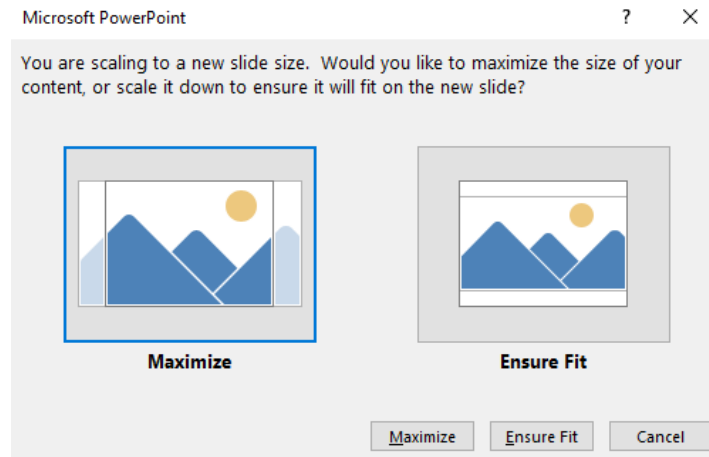 Microsoft PowerPoint ? ×
You are scaling to a new slide size. Would you like to maximize the size of your
content, or scale it down to ensure it will fit on the new slide?
Maximize Ensure Fit
Maximize Ensure Fit Cancel